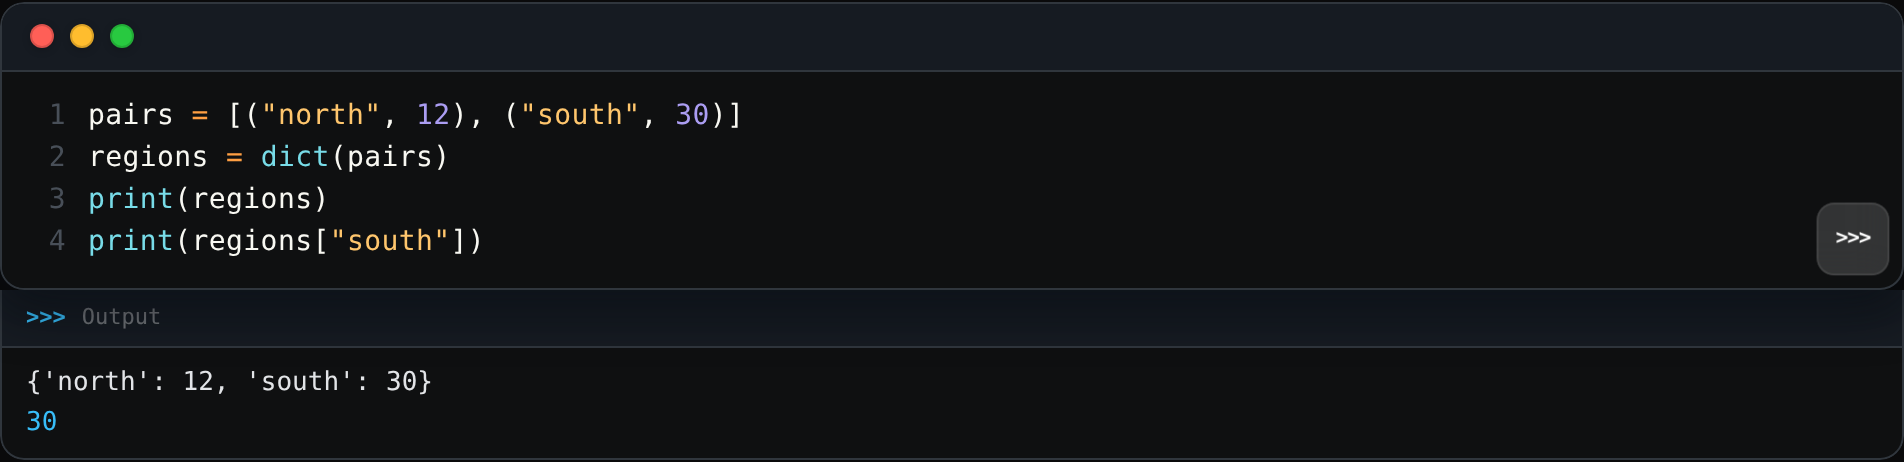 1 pairs = [("north", 12), ("south", 30)]
2 regions = dict(pairs)
3 print(regions)
4 print(regions["south"])
>>>
>>> Output
{'north': 12, 'south': 30}
30